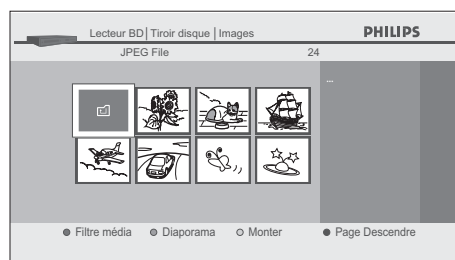 Lecteur BD | Tiroir disque | Images PHILIPS
JPEG File 24
...
Filtre média Diaporama Monter Page Descendre